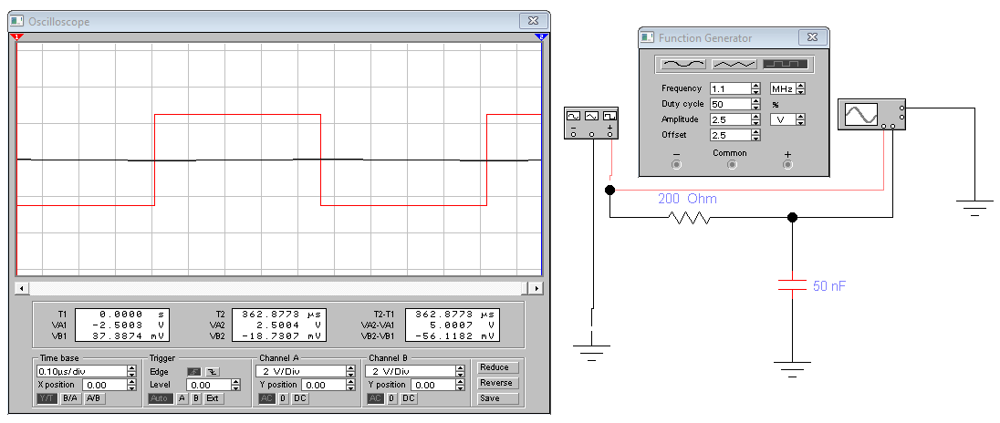 Oscilloscope
1
2
T1 0.0000 s
VA1 -2.5003 V
VB1 37.3874 mV
T2 362.8773 µs
VA2 2.5004 V
VB2 -18.7307 mV
T2-T1 362.8773 µs
VA2-VA1 5.0007 V
VB2-VB1 -56.1182 mV
Time base
0.10µs/div
X position 0.00
Y/T B/A A/B
Trigger
Edge
Level 0.00
Auto A B Ext
Channel A
2 V/Div
Y position 0.00
AC 0 DC
Channel B
2 V/Div
Y position 0.00
AC 0 DC
Reduce
Reverse
Save
Function Generator
Frequency 1.1 MHz
Duty cycle 50 %
Amplitude 2.5 V
Offset 2.5
− Common +
− +
200 Ohm
50 nF